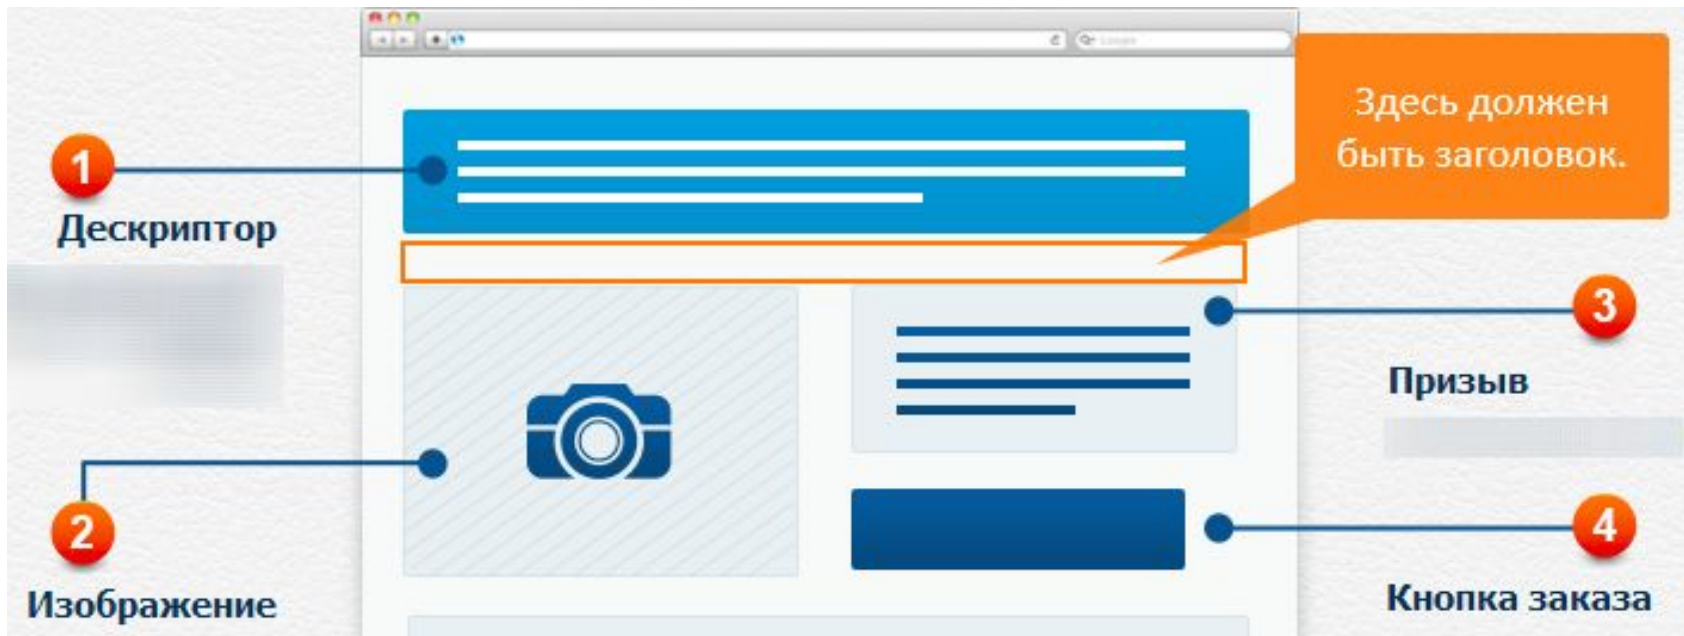 Здесь должен
быть заголовок.
1
Дескриптор
3
Призыв
2
Изображение
4
Кнопка заказа